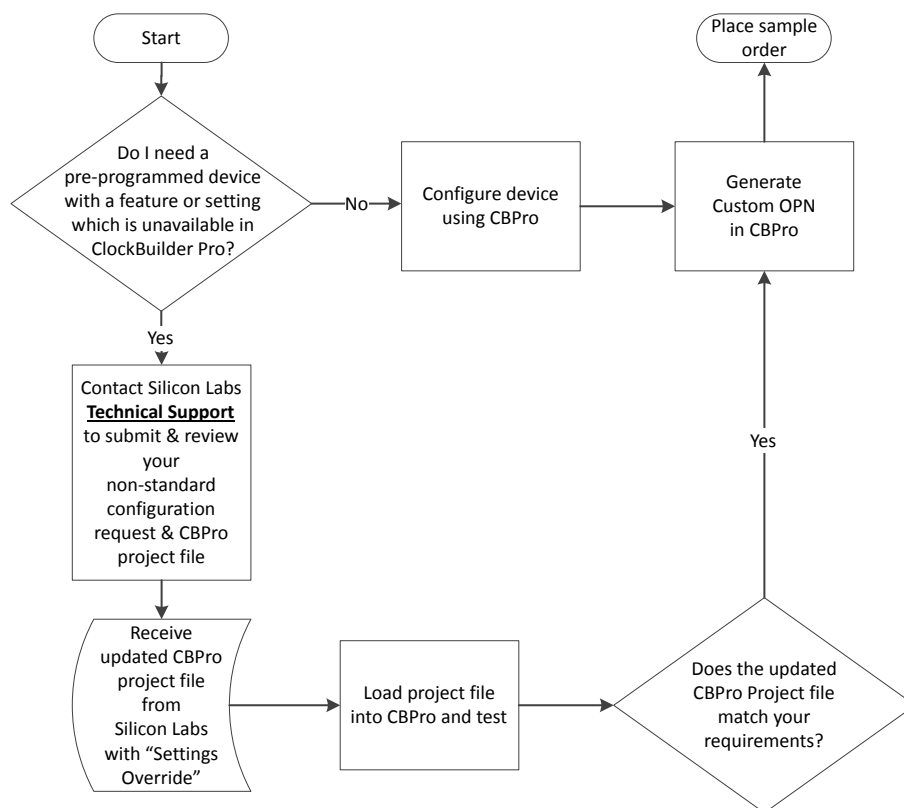 Start
Place sample
order
Do I need a
pre-programmed device
with a feature or setting
which is unavailable in
ClockBuilder Pro?
No
Configure device
using CBPro
Generate
Custom OPN
in CBPro
Yes
Contact Silicon Labs
Technical Support
to submit & review
your
non-standard
configuration
request & CBPro
project file
Yes
Receive
updated CBPro
project file
from
Silicon Labs
with “Settings
Override”
Load project file
into CBPro and test
Does the updated
CBPro Project file
match your
requirements?